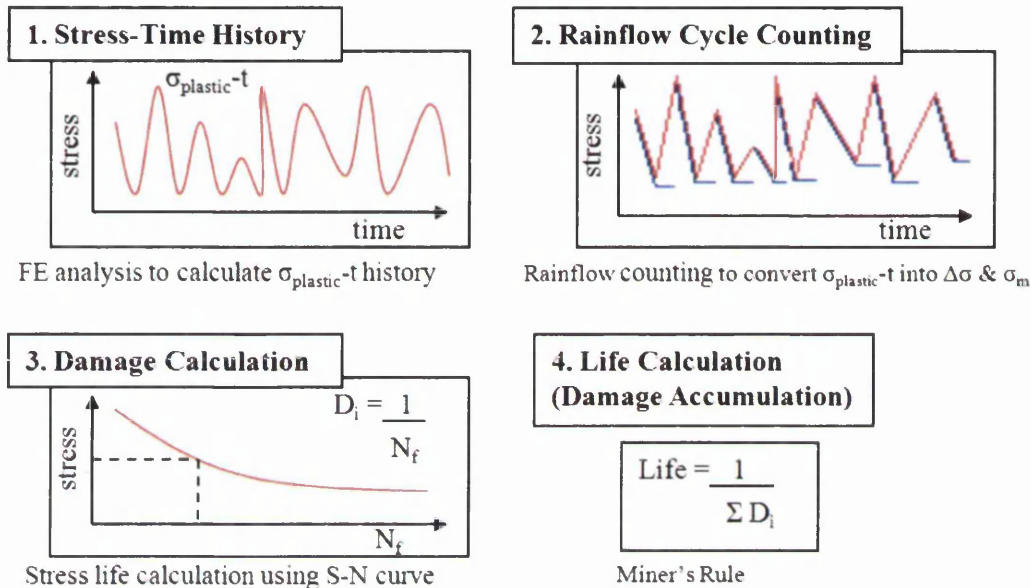 1. Stress-Time History
σplastic-t
stress
time
FE analysis to calculate σplastic-t history
2. Rainflow Cycle Counting
stress
time
Rainflow counting to convert σplastic-t into Δσ & σm
3. Damage Calculation
Di = 1
Nf
stress
Nf
Stress life calculation using S-N curve
4. Life Calculation
(Damage Accumulation)
Life = 1
Σ Di
Miner's Rule